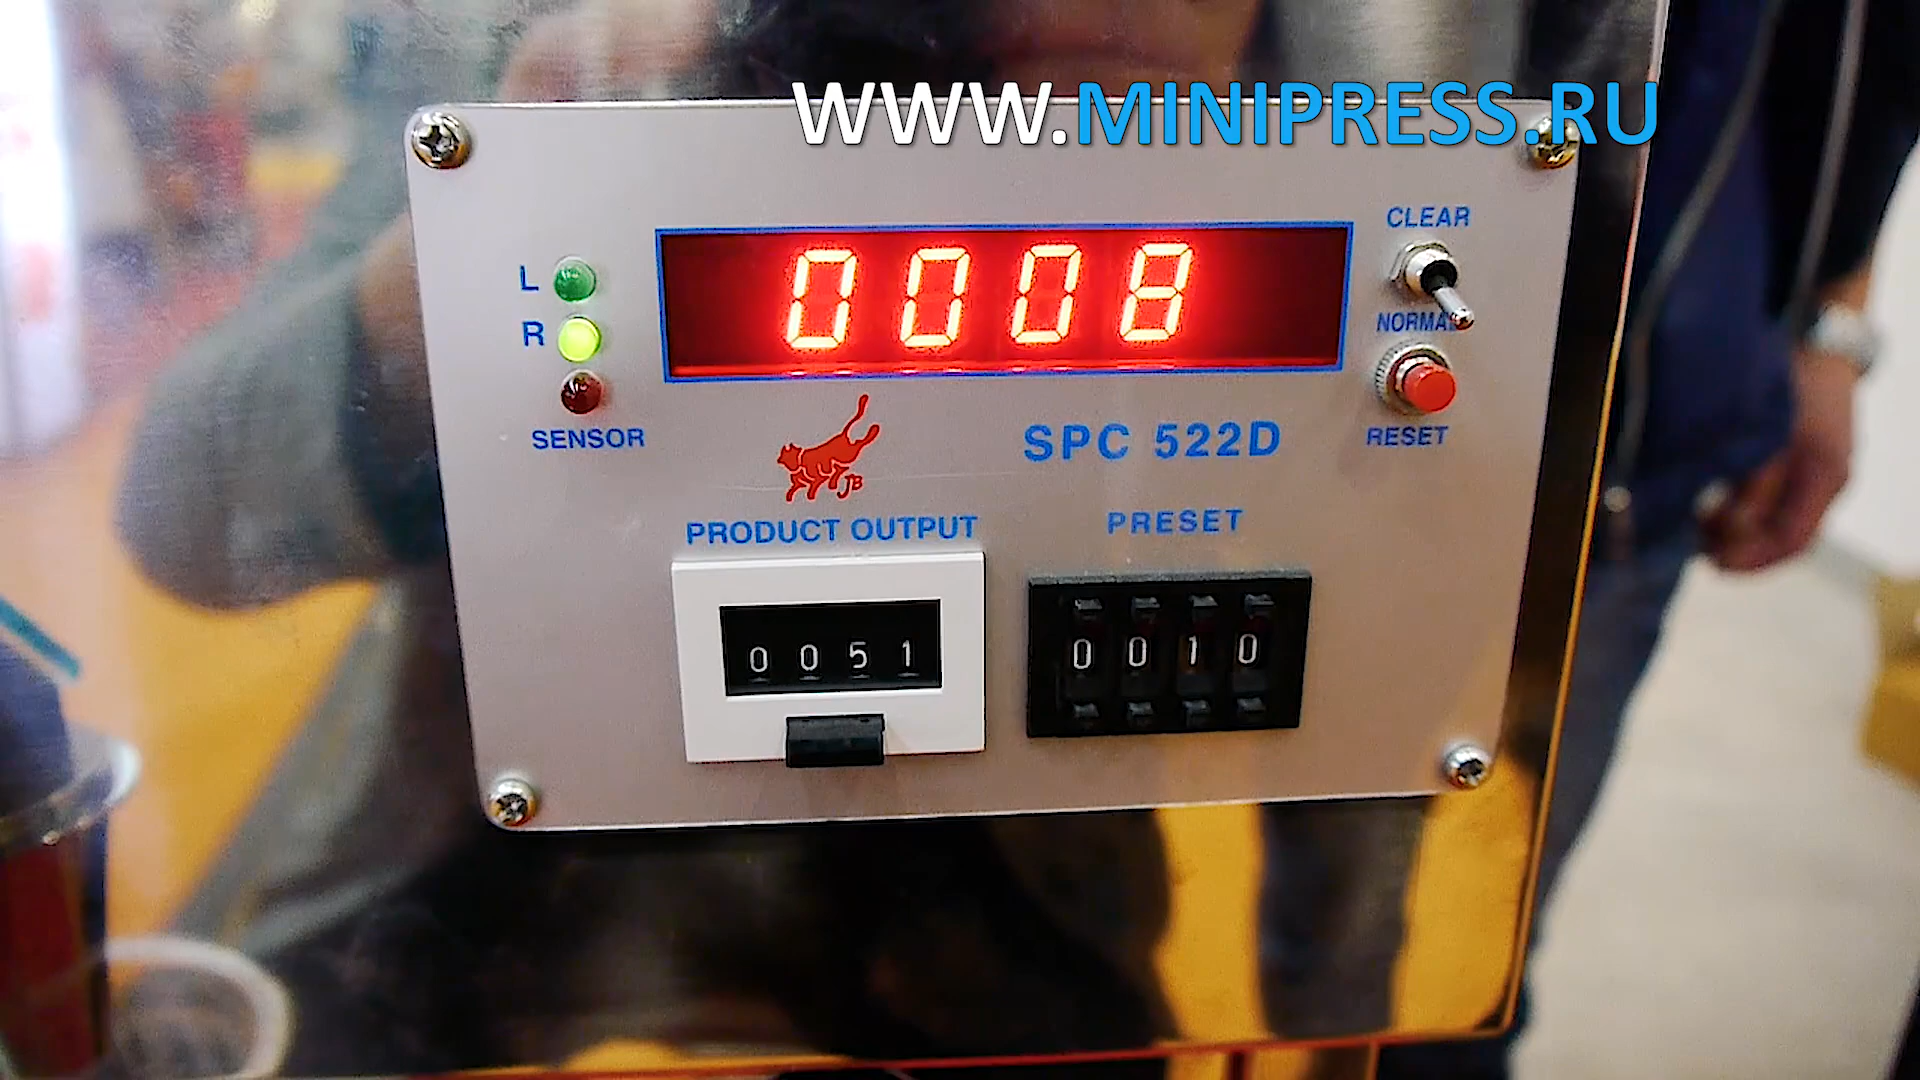 WWW.MINIPRESS.RU
CLEAR
L
0008
NORMAL
R
SENSOR
JB
SPC 522D
RESET
PRODUCT OUTPUT
PRESET
0051
0010